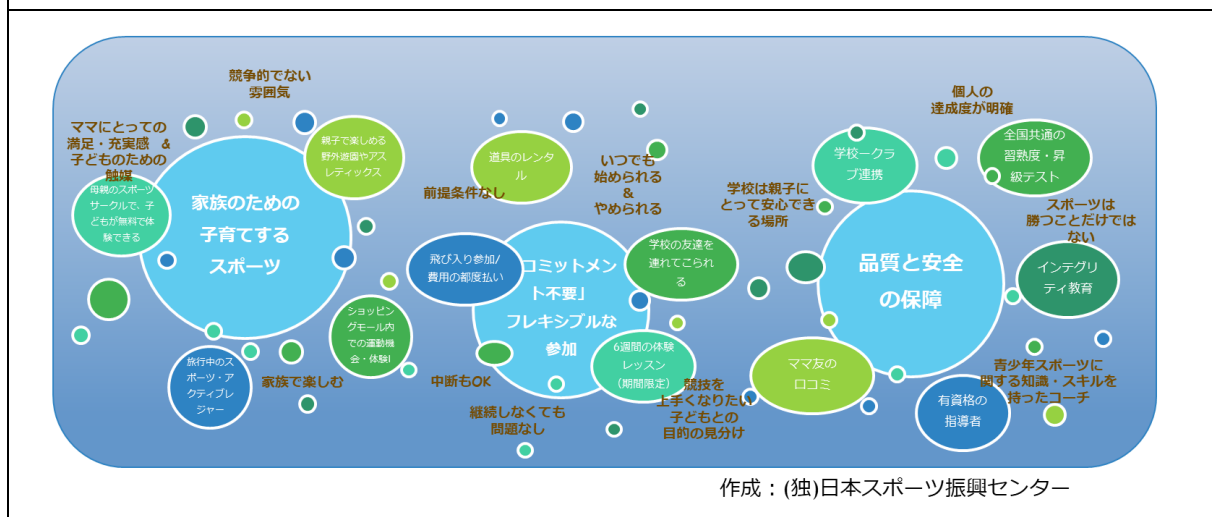 競争的でない
雰囲気
ママにとっての
満足・充実感 &
子どものための
触媒
母親のスポーツ
サークルで、子
どもが無料で体
験できる
家族のための
子育てする
スポーツ
親子で楽しめる
野外遊園やアス
レティックス
ショッピン
グモール内
での運動機
会・体験I
旅行中のス
ポーツ・ア
クティブレ
ジャー
家族で楽しむ
道具のレンタ
ル
前提条件なし
いつでも
始められる
&
やめられる
飛び入り参加/
費用の都度払い
コミットメン
ト不要」
フレキシブルな
参加
学校の友達を
連れてこられ
る
6週間の体験
レッスン
(期間限定)
中断もOK
継続しなくても
問題なし
競技を
上手くなりたい
子どもとの
目的の見分け
個人の
達成度が明確
学校ークラ
ブ連携
全国共通の
習熟度・昇
級テスト
学校は親子に
とって安心でき
る場所
スポーツは
勝つことだけでは
ない
品質と安全
の保障
インテグリ
ティ教育
ママ友の
口コミ
有資格の
指導者
青少年スポーツに
関する知識・スキルを
持ったコーチ
作成：(独)日本スポーツ振興センター